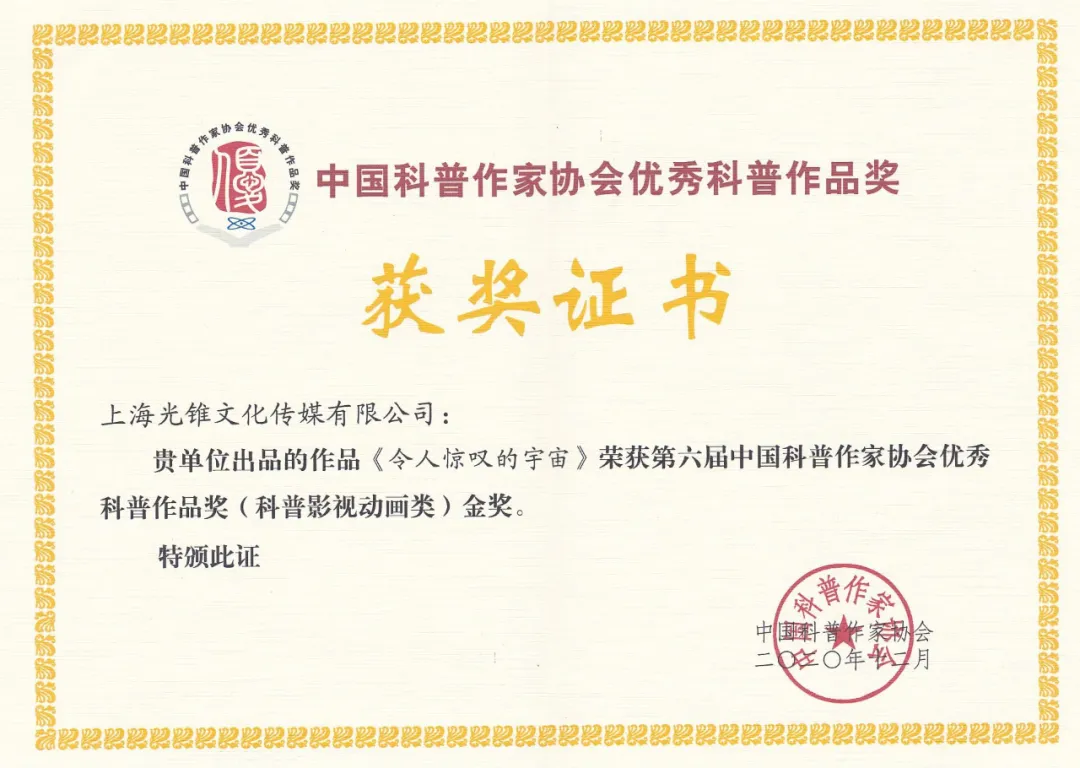 中国科普作家协会优秀科普作品奖
優
中国科普作家协会优秀科普作品奖
获奖证书
上海光锥文化传媒有限公司：
贵单位出品的作品《令人惊叹的宇宙》荣获第六届中国科普作家协会优秀
科普作品奖（科普影视动画类）金奖。
特颁此证
中国科普作家协会
二〇二〇年十二月
中国科普作家协会